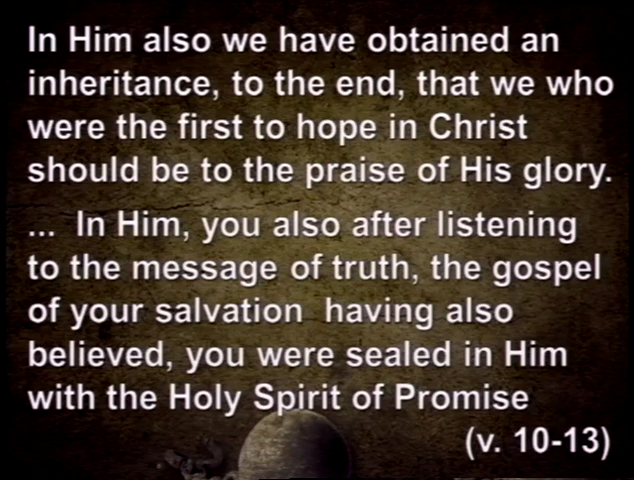 In Him also we have obtained an
inheritance, to the end, that we who
were the first to hope in Christ
should be to the praise of His glory.
... In Him, you also after listening
to the message of truth, the gospel
of your salvation having also
believed, you were sealed in Him
with the Holy Spirit of Promise
(v. 10-13)